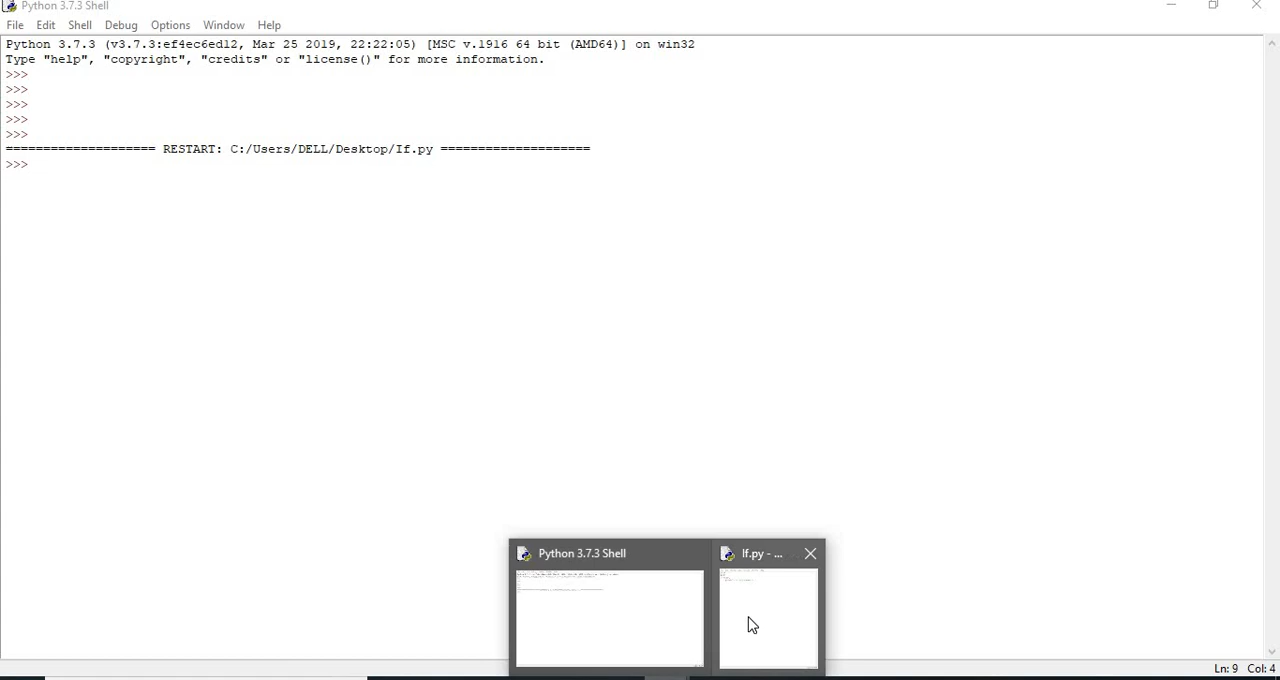 Python 3.7.3 Shell
File Edit Shell Debug Options Window Help
Python 3.7.3 (v3.7.3:ef4ec6ed12, Mar 25 2019, 22:22:05) [MSC v.1916 64 bit (AMD64)] on win32
Type "help", "copyright", "credits" or "license()" for more information.
>>>
>>>
>>>
>>>
>>>
==================== RESTART: C:/Users/DELL/Desktop/If.py ====================
>>>
Python 3.7.3 Shell
If.py - ...
Ln: 9 Col: 4